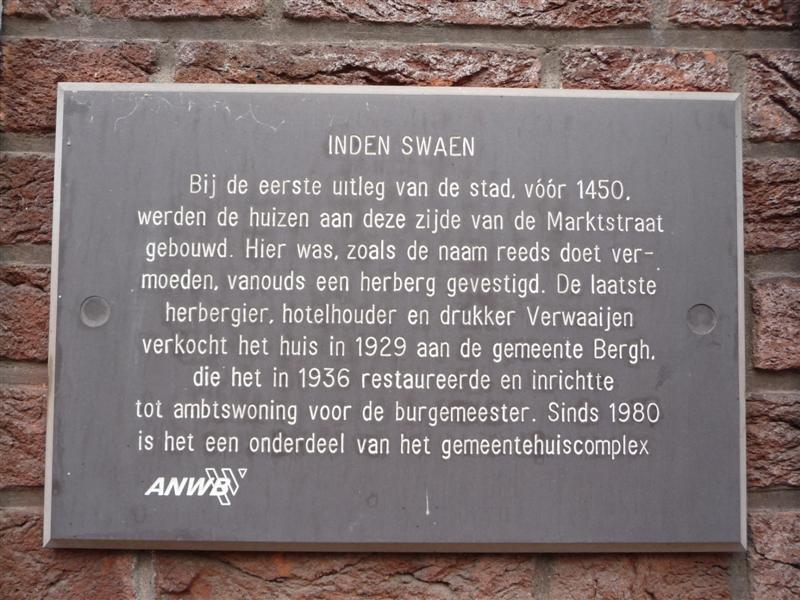 INDEN SWAEN
Bij de eerste uitleg van de stad, vóór 1450,
werden de huizen aan deze zijde van de Marktstraat
gebouwd. Hier was, zoals de naam reeds doet ver-
moeden, vanouds een herberg gevestigd. De laatste
herbergier, hotelhouder en drukker Verwaaijen
verkocht het huis in 1929 aan de gemeente Bergh,
die het in 1936 restaureerde en inrichtte
tot ambtswoning voor de burgemeester. Sinds 1980
is het een onderdeel van het gemeentehuiscomplex
ANWB